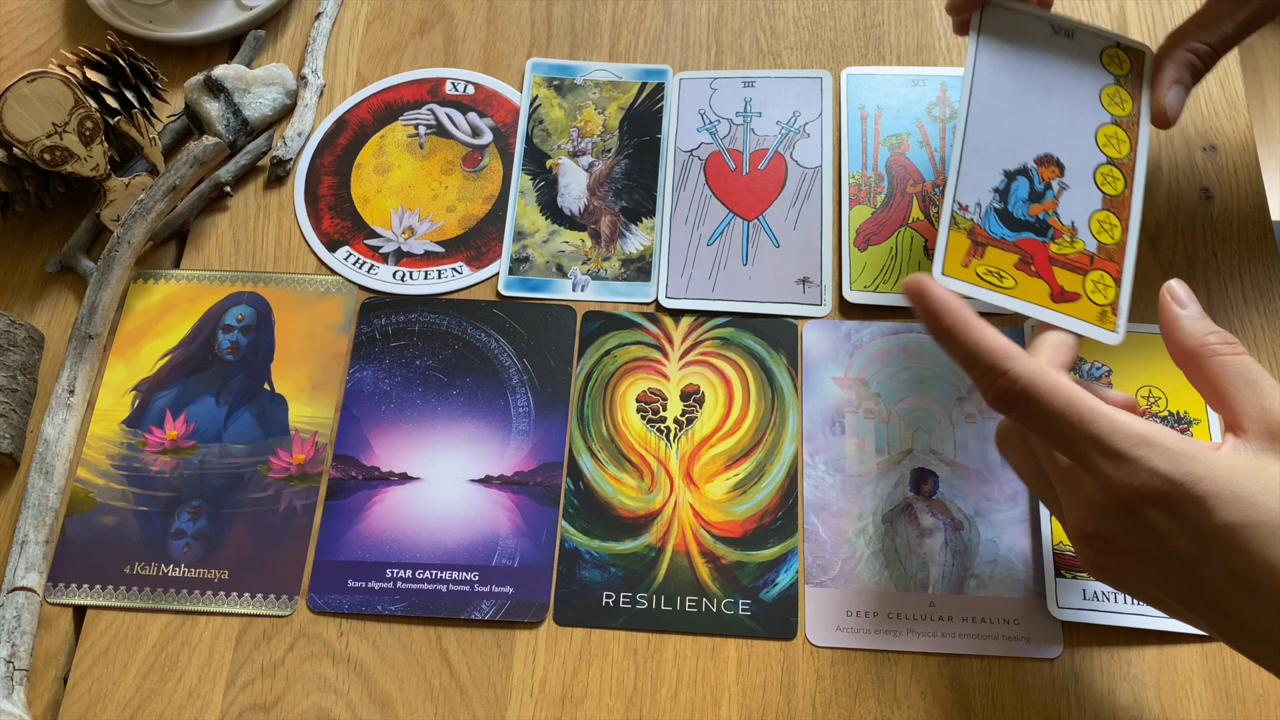 XI
THE QUEEN
III
VI
VIII
4. Kali Mahamaya
STAR GATHERING
Stars aligned. Remembering home. Soul family.
RESILIENCE
DEEP CELLULAR HEALING
Arcturus energy. Physical and emotional healing.